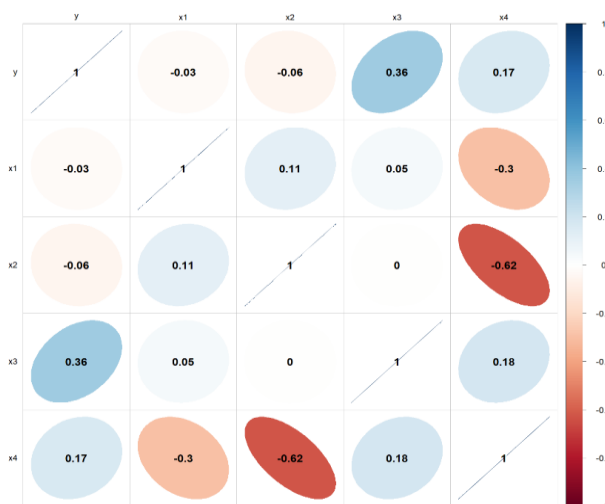 y x1 x2 x3 x4
y 1 -0.03 -0.06 0.36 0.17
x1 -0.03 1 0.11 0.05 -0.3
x2 -0.06 0.11 1 0 -0.62
x3 0.36 0.05 0 1 0.18
x4 0.17 -0.3 -0.62 0.18 1
1
0